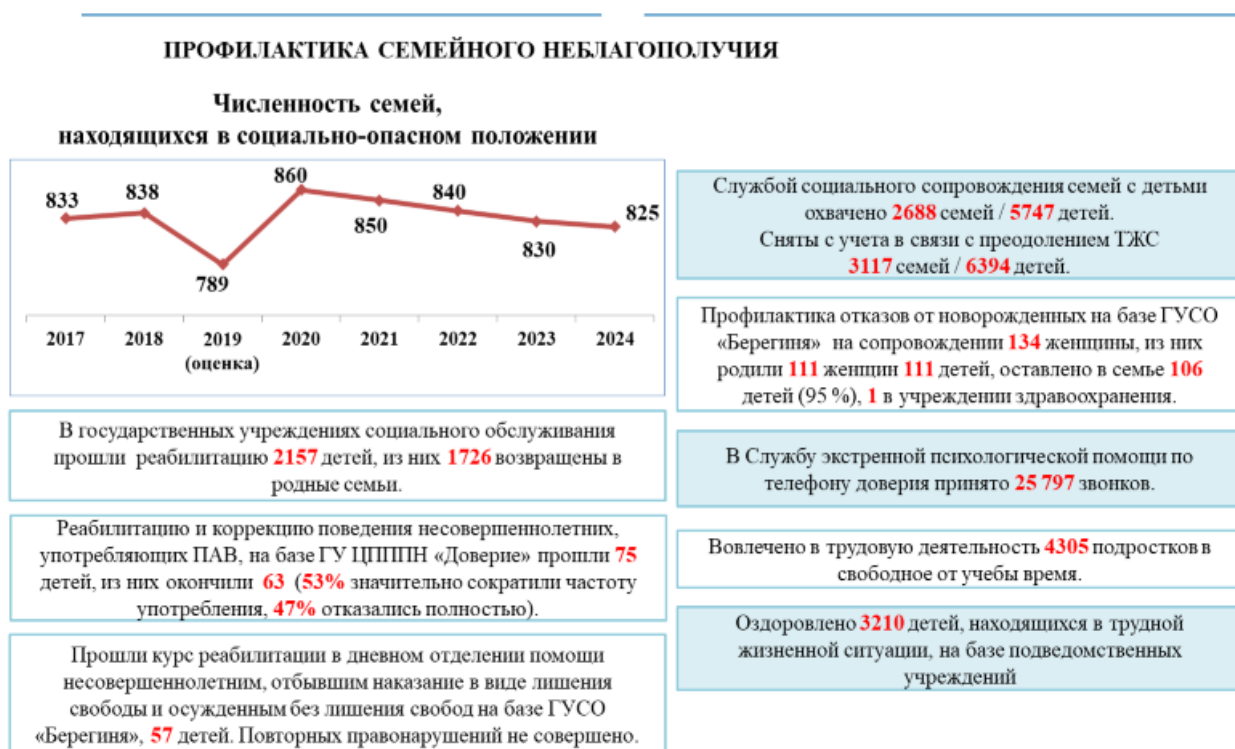 ПРОФИЛАКТИКА СЕМЕЙНОГО НЕБЛАГОПОЛУЧИЯ
Численность семей,
находящихся в социально-опасном положении
833
838
789
860
850
840
830
825
2017
2018
2019
(оценка)
2020
2021
2022
2023
2024
В государственных учреждениях социального обслуживания
прошли реабилитацию 2157 детей, из них 1726 возвращены в
родные семьи.
Реабилитацию и коррекцию поведения несовершеннолетних,
употребляющих ПАВ, на базе ГУ ЦПППН «Доверие» прошли 75
детей, из них окончили 63 (53% значительно сократили частоту
употребления, 47% отказались полностью).
Прошли курс реабилитации в дневном отделении помощи
несовершеннолетним, отбывшим наказание в виде лишения
свободы и осужденным без лишения свобод на базе ГУСО
«Берегиня», 57 детей. Повторных правонарушений не совершено.
Службой социального сопровождения семей с детьми
охвачено 2688 семей / 5747 детей.
Сняты с учета в связи с преодолением ТЖС
3117 семей / 6394 детей.
Профилактика отказов от новорожденных на базе ГУСО
«Берегиня» на сопровождении 134 женщины, из них
родили 111 женщин 111 детей, оставлено в семье 106
детей (95 %), 1 в учреждении здравоохранения.
В Службу экстренной психологической помощи по
телефону доверия принято 25 797 звонков.
Вовлечено в трудовую деятельность 4305 подростков в
свободное от учебы время.
Оздоровлено 3210 детей, находящихся в трудной
жизненной ситуации, на базе подведомственных
учреждений